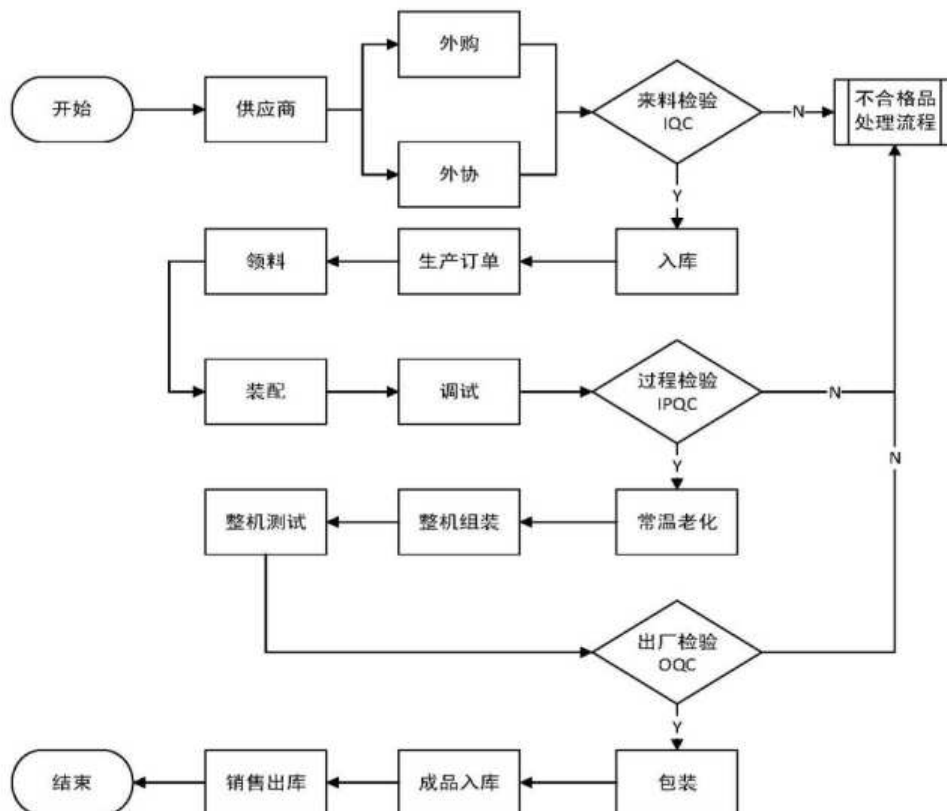 外购
开始
供应商
来料检验
IQC
N
不合格品
处理流程
外协
Y
领料
生产订单
入库
装配
调试
过程检验
IPQC
N
Y
N
整机测试
整机组装
常温老化
出厂检验
OQC
Y
结束
销售出库
成品入库
包装